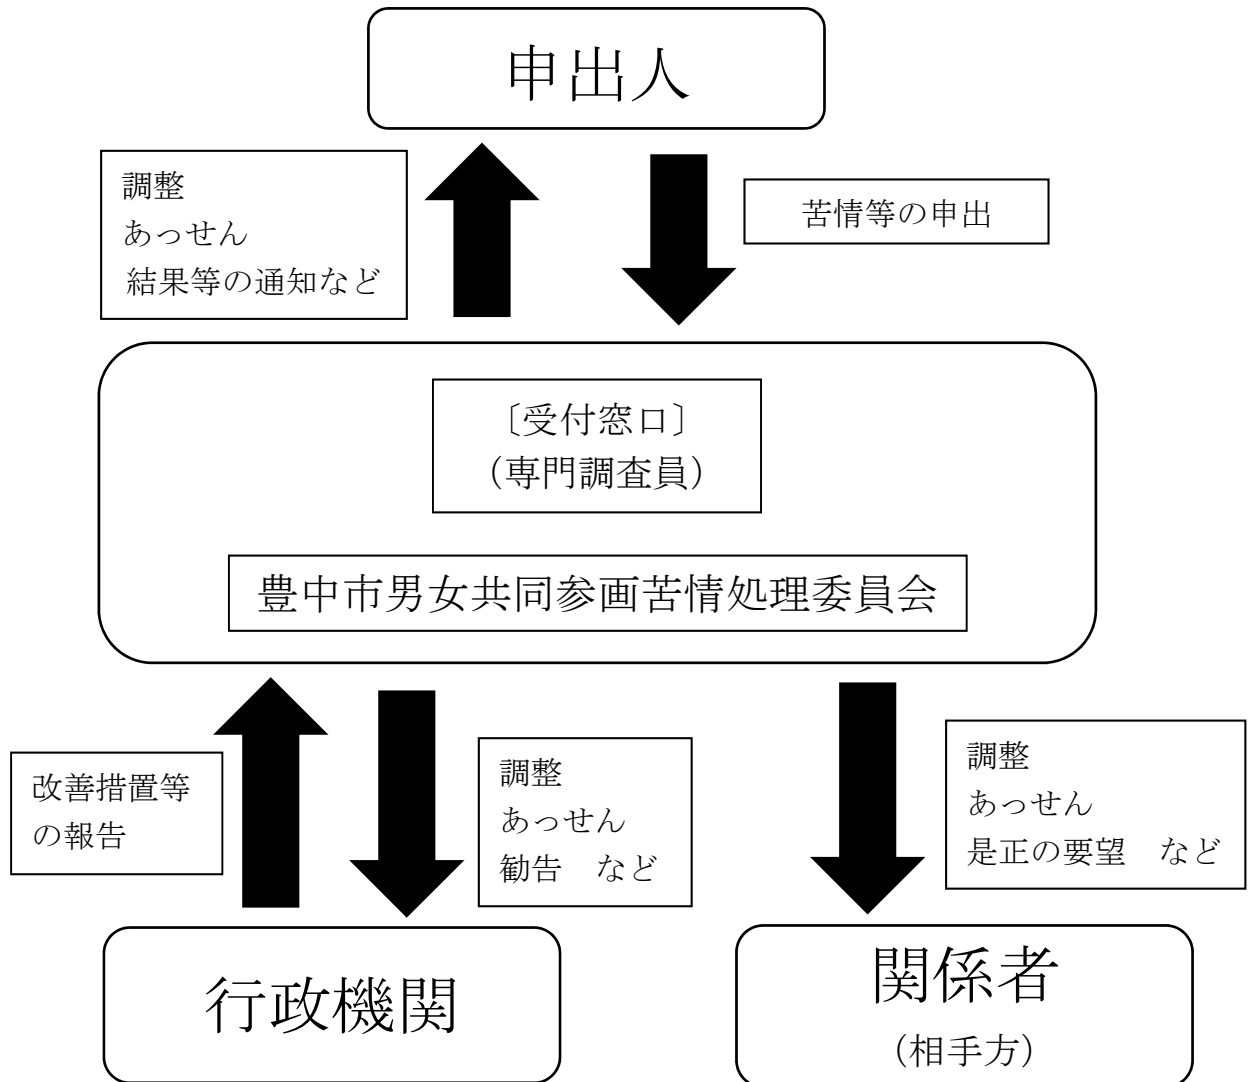 申出人
調整
あっせん
結果等の通知など
苦情等の申出
〔受付窓口〕
（専門調査員）
豊中市男女共同参画苦情処理委員会
改善措置等
の報告
調整
あっせん
勧告　など
調整
あっせん
是正の要望　など
行政機関
関係者
（相手方）